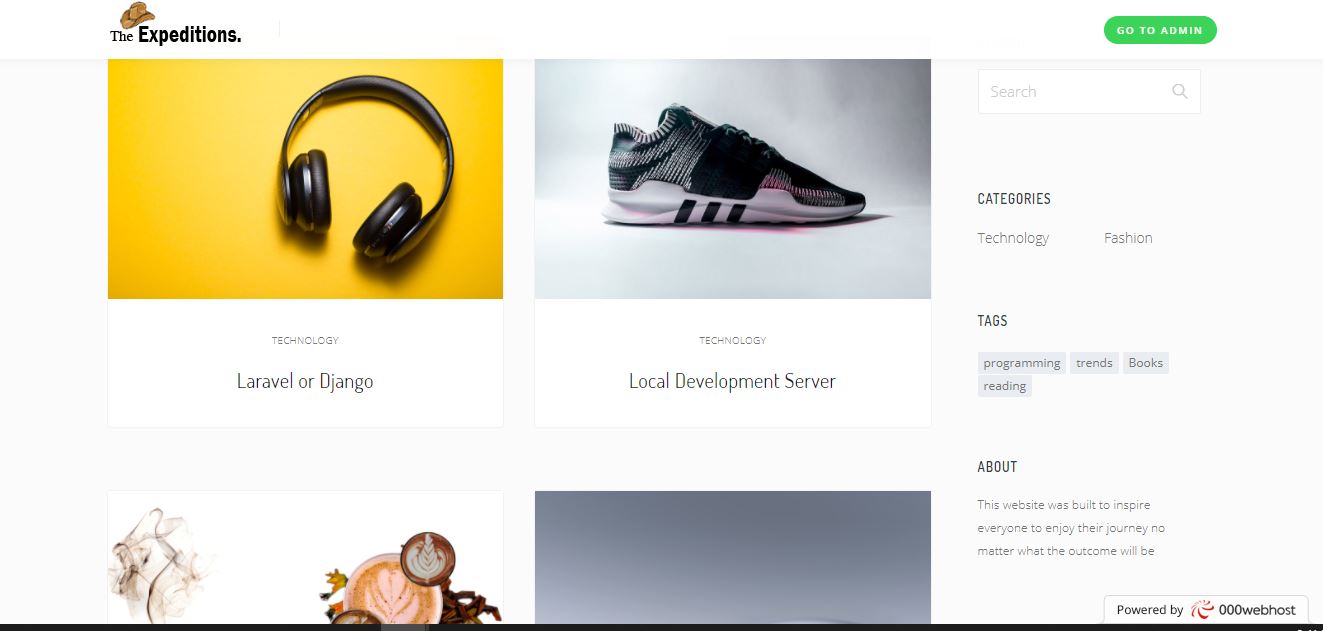 The Expeditions.
GO TO ADMIN
Search
TECHNOLOGY
Laravel or Django
TECHNOLOGY
Local Development Server
CATEGORIES
Technology Fashion
TAGS
programming trends Books
reading
ABOUT
This website was built to inspire
everyone to enjoy their journey no
matter what the outcome will be
Powered by 000webhost